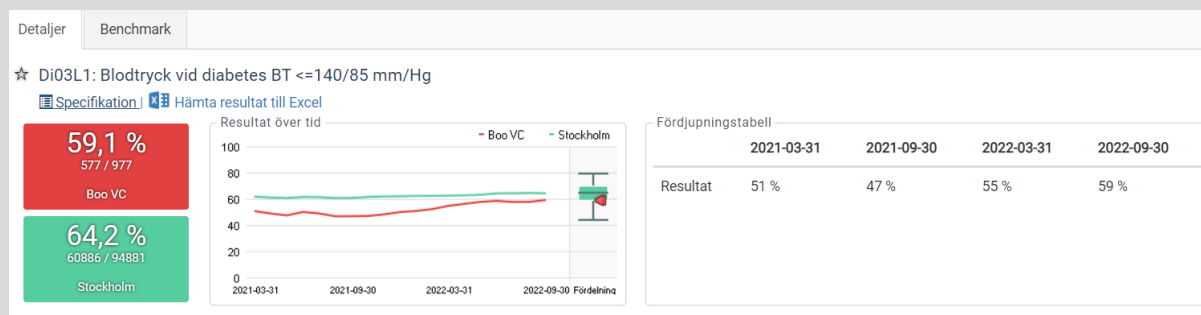 Detaljer Benchmark
Di03L1: Blodtryck vid diabetes BT <=140/85 mm/Hg
Specifikation | Hämta resultat till Excel
59,1 %
577 / 977
Boo VC
64,2 %
60886 / 94881
Stockholm
Resultat över tid
Boo VC Stockholm
100
80
60
40
20
0
2021-03-31 2021-09-30 2022-03-31 2022-09-30 Fördelning
Fördjupningstabell
2021-03-31 2021-09-30 2022-03-31 2022-09-30
Resultat 51 % 47 % 55 % 59 %